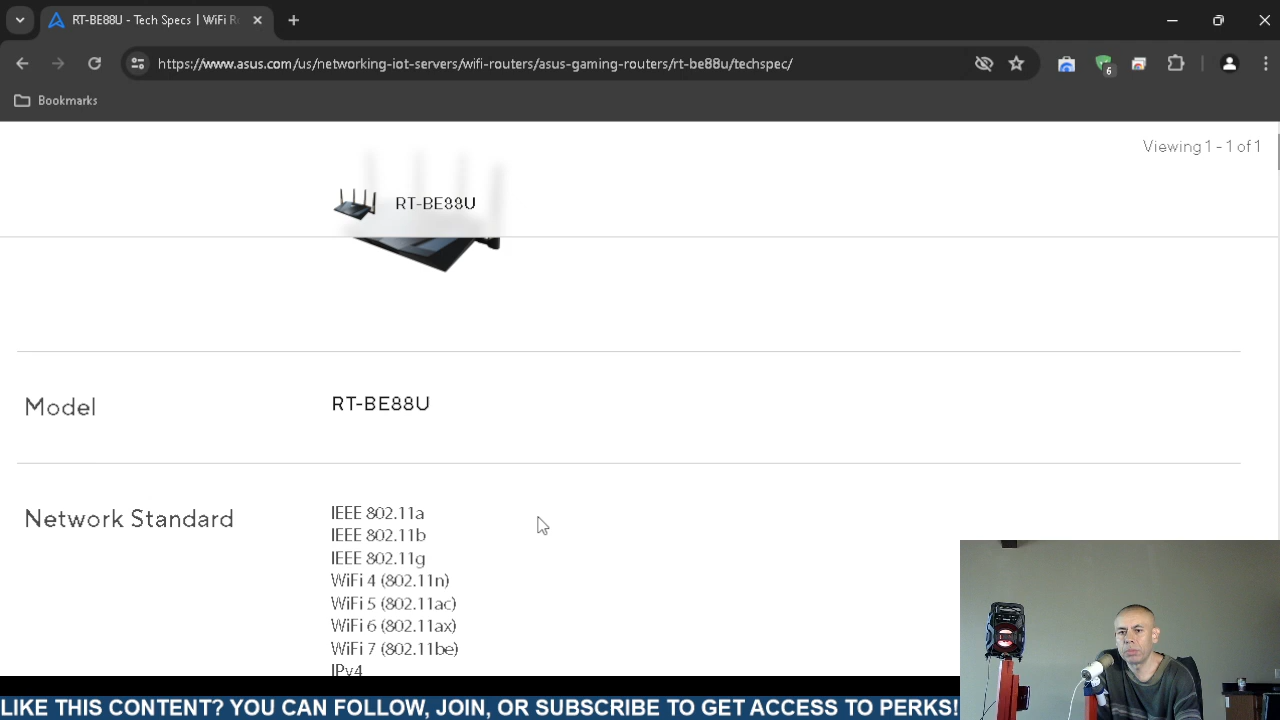 RT-BE88U - Tech Specs | WiFi Ro
https://www.asus.com/us/networking-iot-servers/wifi-routers/asus-gaming-routers/rt-be88u/techspec/
6
Bookmarks
Viewing 1 - 1 of 1
RT-BE88U
Model
RT-BE88U
Network Standard
IEEE 802.11a
IEEE 802.11b
IEEE 802.11g
WiFi 4 (802.11n)
WiFi 5 (802.11ac)
WiFi 6 (802.11ax)
WiFi 7 (802.11be)
IPv4
LIKE THIS CONTENT? YOU CAN FOLLOW, JOIN, OR SUBSCRIBE TO GET ACCESS TO PERKS!